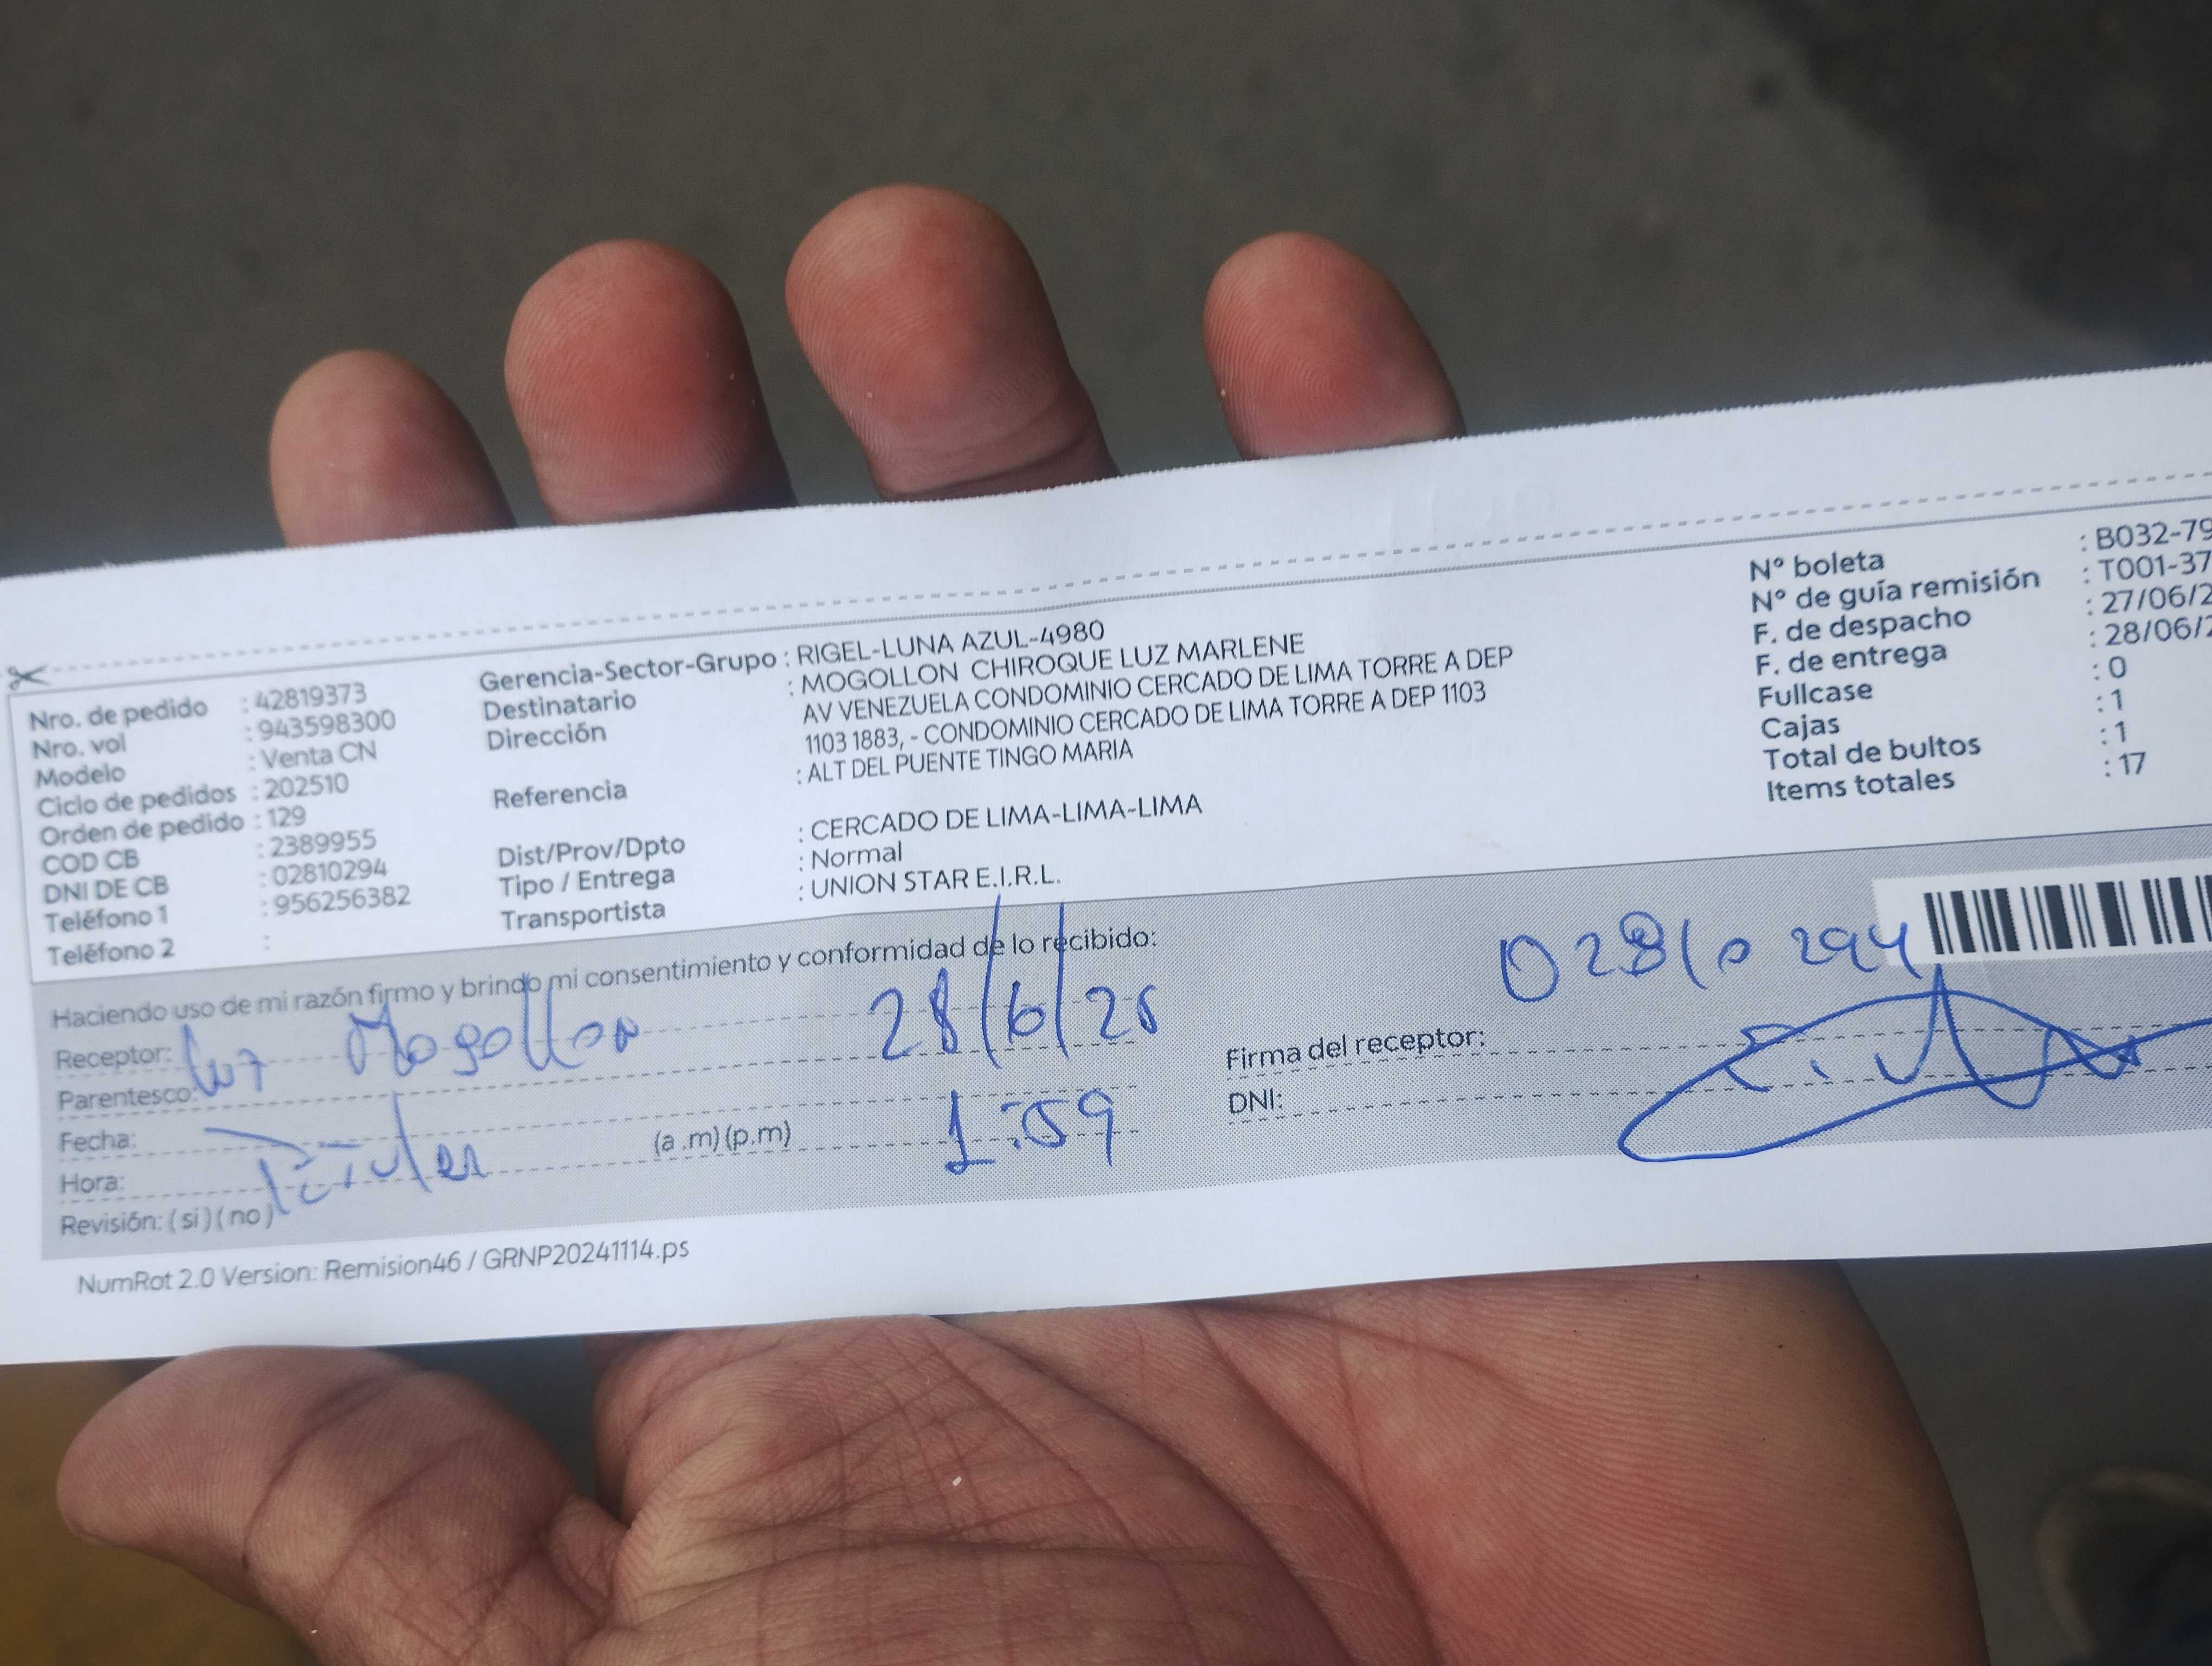 Nro. de pedido : 42819373
Nro. vol : 943598300
Modelo : Venta CN
Ciclo de pedidos : 202510
Orden de pedido : 129
COD CB : 2389955
DNI DE CB : 02810294
Teléfono 1 : 956256382
Teléfono 2 :
Gerencia-Sector-Grupo : RIGEL-LUNA AZUL-4980
Destinatario : MOGOLLON CHIROQUE LUZ MARLENE
Dirección AV VENEZUELA CONDOMINIO CERCADO DE LIMA TORRE A DEP
1103 1883, - CONDOMINIO CERCADO DE LIMA TORRE A DEP 1103
Referencia : ALT DEL PUENTE TINGO MARIA
Dist/Prov/Dpto : CERCADO DE LIMA-LIMA-LIMA
Tipo / Entrega : Normal
Transportista : UNION STAR E.I.R.L.
N° boleta : B032-79
N° de guía remisión : T001-37
F. de despacho : 27/06/2
F. de entrega : 28/06/2
Fullcase : 0
Cajas : 1
Total de bultos : 1
Items totales : 17
Haciendo uso de mi razón firmo y brindo mi consentimiento y conformidad de lo recibido:
Receptor: Luz Mogollon 28/6/25
Parentesco:
Fecha: Titular
Hora: (a.m)(p.m) 1:59
Revisión: (si)(no)
02810294
Firma del receptor:
DNI:
NumRot 2.0 Version: Remision46 / GRNP20241114.ps